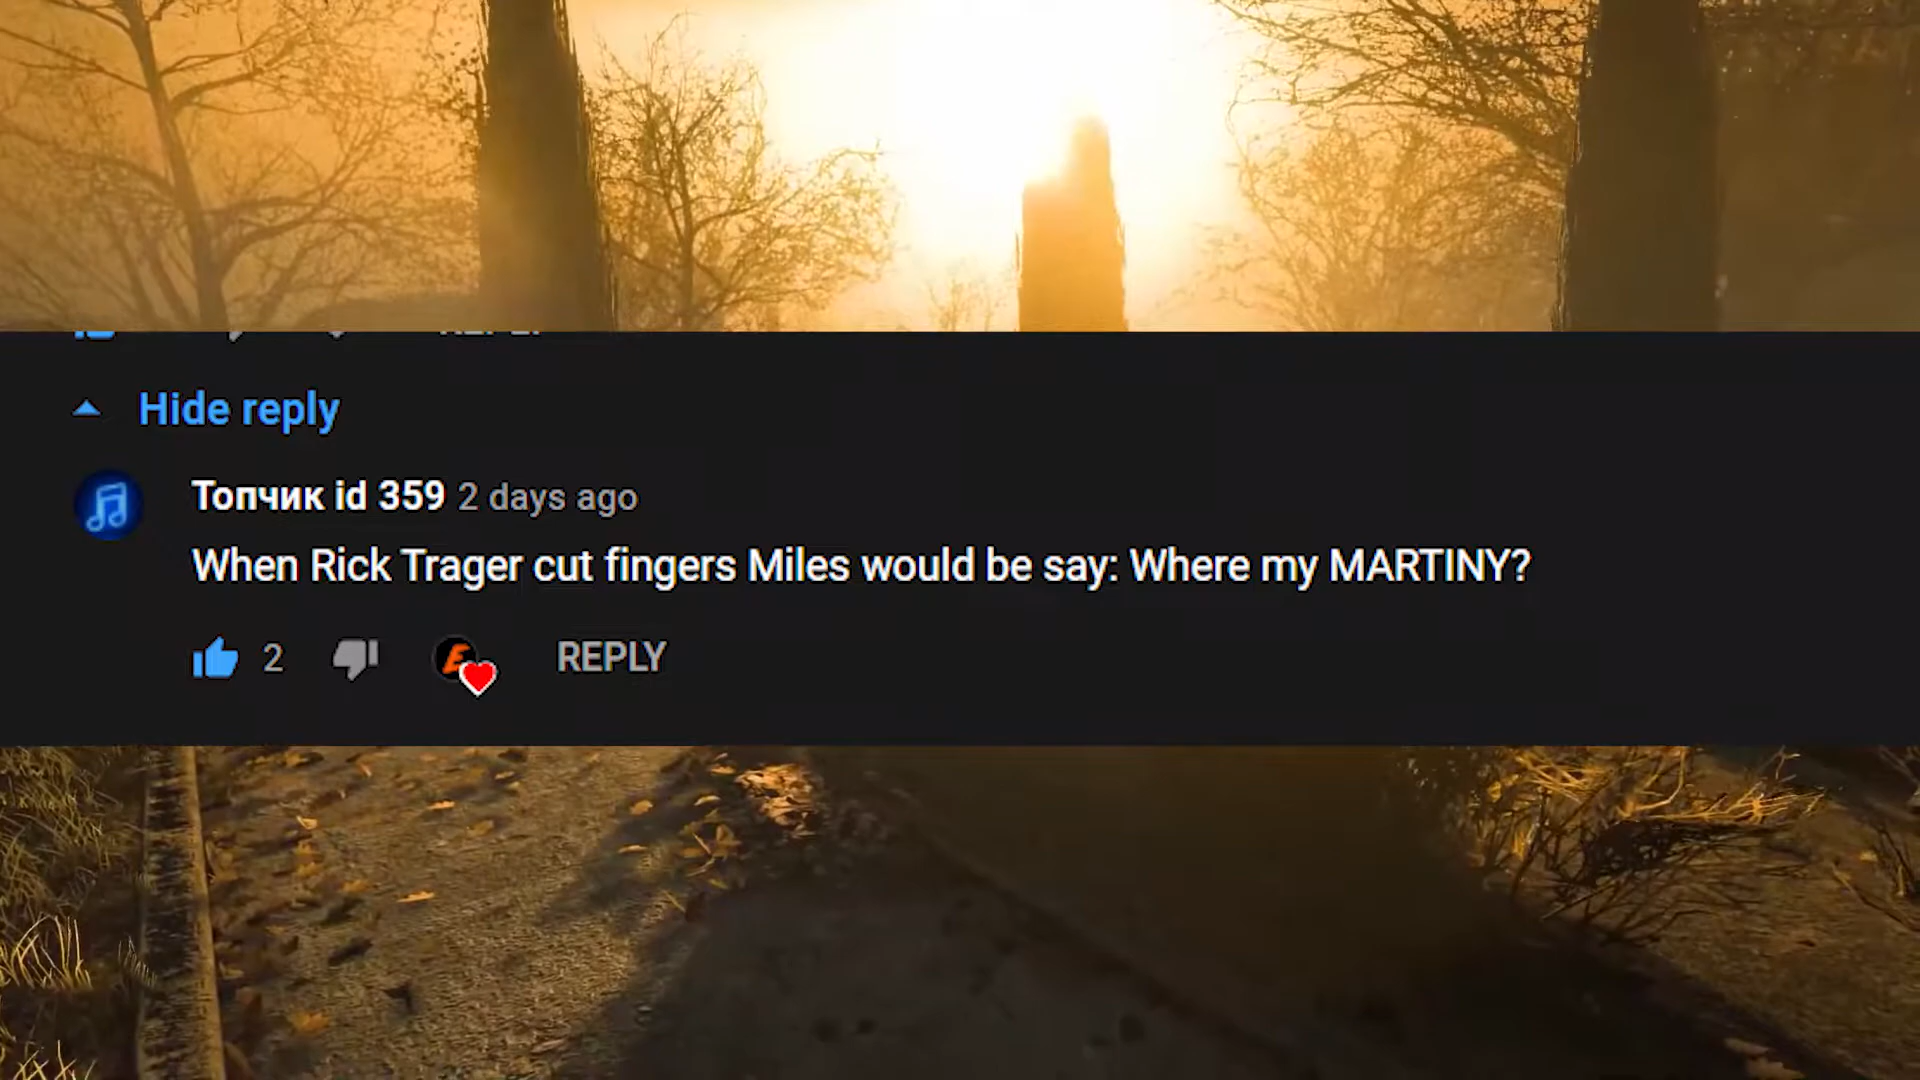 Hide reply
Топчик id 359 2 days ago
When Rick Trager cut fingers Miles would be say: Where my MARTINY?
2 REPLY